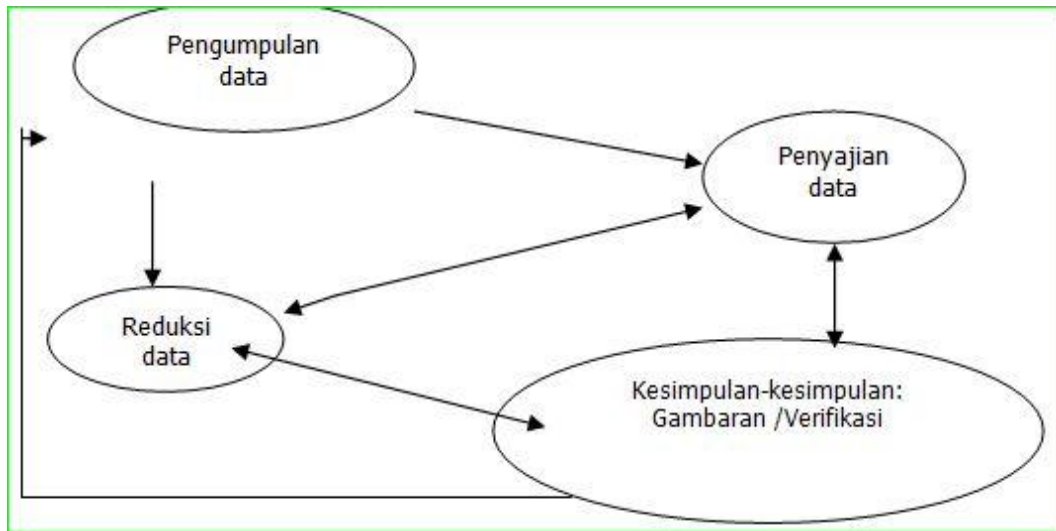 Pengumpulan
data
Penyajian
data
Reduksi
data
Kesimpulan-kesimpulan:
Gambaran /Verifikasi